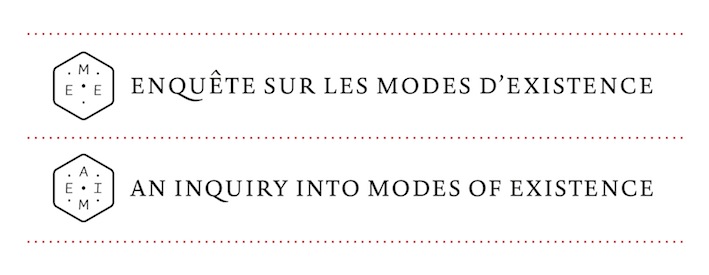 M
E E
ENQUÊTE SUR LES MODES D’EXISTENCE
A
E I
M
AN INQUIRY INTO MODES OF EXISTENCE